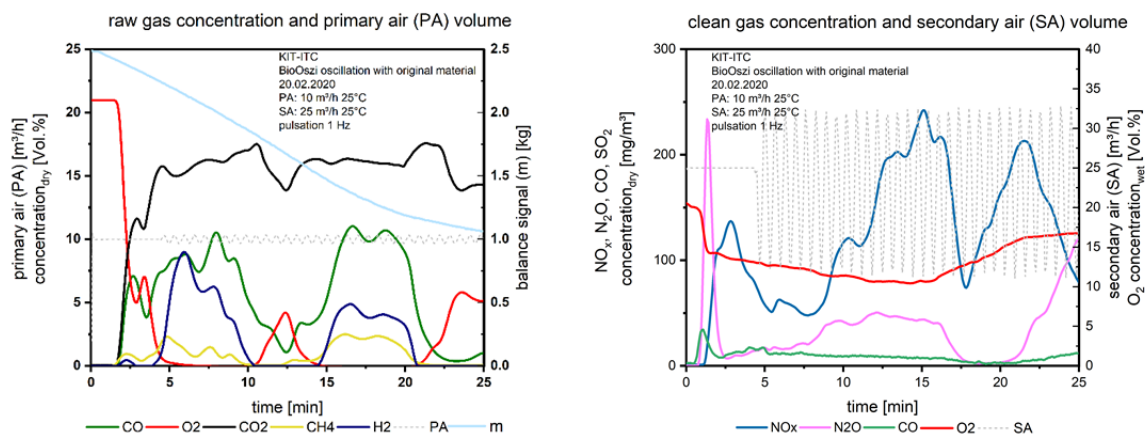 raw gas concentration and primary air (PA) volume
primary air (PA) [m³/h]
concentration_dry [Vol.%]
25
20
15
10
5
0
KIT-ITC
BioOszi oscillation with original material
20.02.2020
PA: 10 m³/h 25°C
SA: 25 m³/h 25°C
pulsation 1 Hz
2.5
2.0
1.5
1.0
0.5
0.0
balance signal (m) [kg]
0 5 10 15 20 25
time [min]
CO O2 CO2 CH4 H2 PA m
clean gas concentration and secondary air (SA) volume
NOx, N2O, CO, SO2
concentration_dry [mg/m³]
300
250
200
150
100
50
0
KIT-ITC
BioOszi oscillation with original material
20.02.2020
PA: 10 m³/h 25°C
SA: 25 m³/h 25°C
pulsation 1 Hz
40
35
30
25
20
15
10
5
0
secondary air (SA) [m³/h]
O2 concentration_wet [Vol.%]
0 5 10 15 20 25
time [min]
NOx N2O CO O2 SA